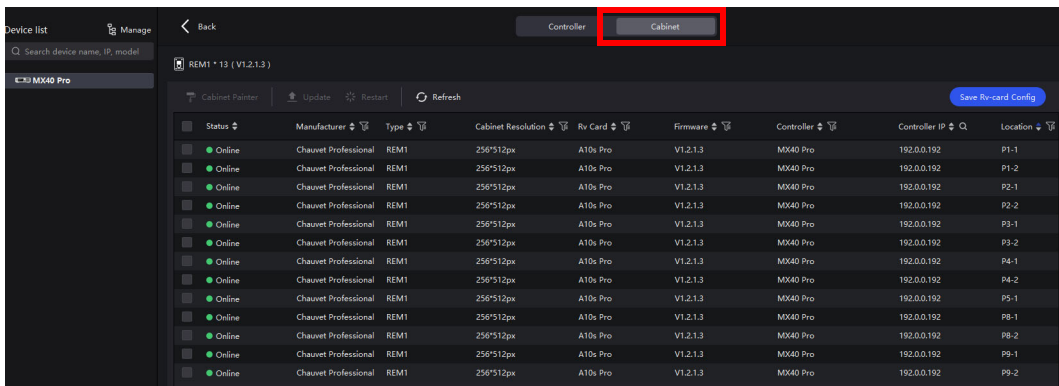 Device list Manage Back Controller Cabinet
Search device name, IP, model
REM1 * 13 ( V1.2.1.3 )
MX40 Pro
Cabinet Painter Update Restart Refresh Save Rv-card Config
Status Manufacturer Type Cabinet Resolution Rv Card Firmware Controller Controller IP Location
Online Chauvet Professional REM1 256*512px A10s Pro V1.2.1.3 MX40 Pro 192.0.0.192 P1-1
Online Chauvet Professional REM1 256*512px A10s Pro V1.2.1.3 MX40 Pro 192.0.0.192 P1-2
Online Chauvet Professional REM1 256*512px A10s Pro V1.2.1.3 MX40 Pro 192.0.0.192 P2-1
Online Chauvet Professional REM1 256*512px A10s Pro V1.2.1.3 MX40 Pro 192.0.0.192 P2-2
Online Chauvet Professional REM1 256*512px A10s Pro V1.2.1.3 MX40 Pro 192.0.0.192 P3-1
Online Chauvet Professional REM1 256*512px A10s Pro V1.2.1.3 MX40 Pro 192.0.0.192 P3-2
Online Chauvet Professional REM1 256*512px A10s Pro V1.2.1.3 MX40 Pro 192.0.0.192 P4-1
Online Chauvet Professional REM1 256*512px A10s Pro V1.2.1.3 MX40 Pro 192.0.0.192 P4-2
Online Chauvet Professional REM1 256*512px A10s Pro V1.2.1.3 MX40 Pro 192.0.0.192 P5-1
Online Chauvet Professional REM1 256*512px A10s Pro V1.2.1.3 MX40 Pro 192.0.0.192 P8-1
Online Chauvet Professional REM1 256*512px A10s Pro V1.2.1.3 MX40 Pro 192.0.0.192 P8-2
Online Chauvet Professional REM1 256*512px A10s Pro V1.2.1.3 MX40 Pro 192.0.0.192 P9-1
Online Chauvet Professional REM1 256*512px A10s Pro V1.2.1.3 MX40 Pro 192.0.0.192 P9-2